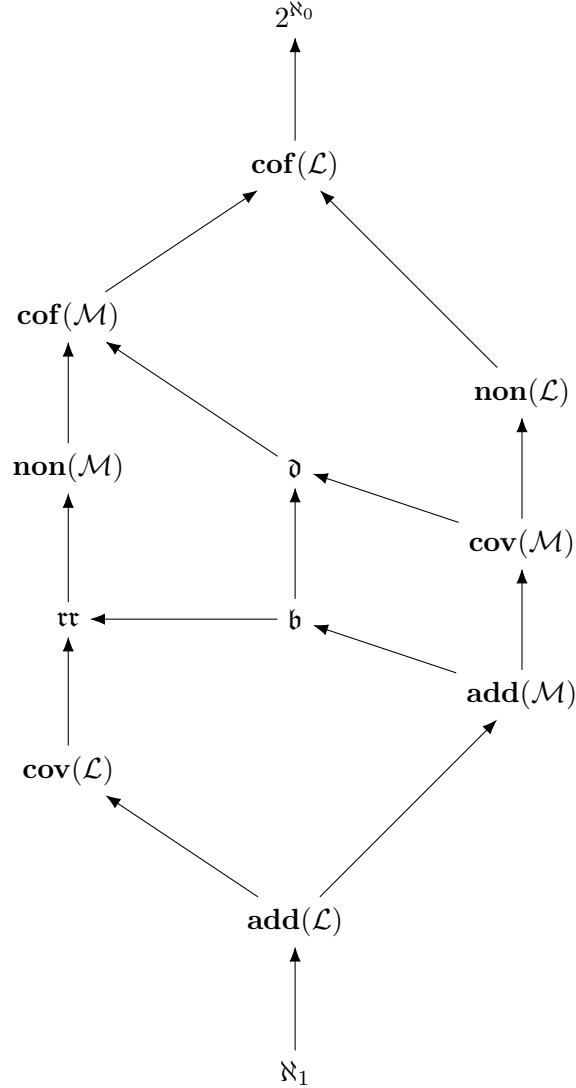 2^ℵ₀
cof(ℒ)
cof(ℳ)
non(ℒ)
non(ℳ)
𝔡
cov(ℳ)
𝔯𝔯
𝔟
add(ℳ)
cov(ℒ)
add(ℒ)
ℵ₁